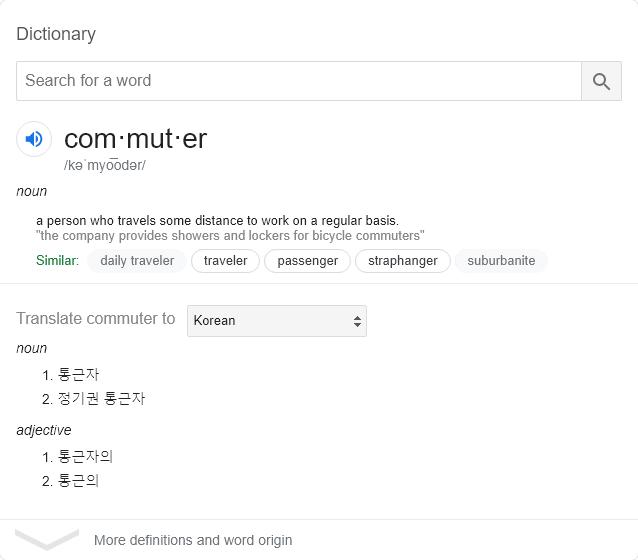 Dictionary
Search for a word
com·mut·er
/kəˈmyo͞odər/
noun
a person who travels some distance to work on a regular basis.
"the company provides showers and lockers for bicycle commuters"
Similar: daily traveler traveler passenger straphanger suburbanite
Translate commuter to Korean
noun
1. 통근자
2. 정기권 통근자
adjective
1. 통근자의
2. 통근의
More definitions and word origin